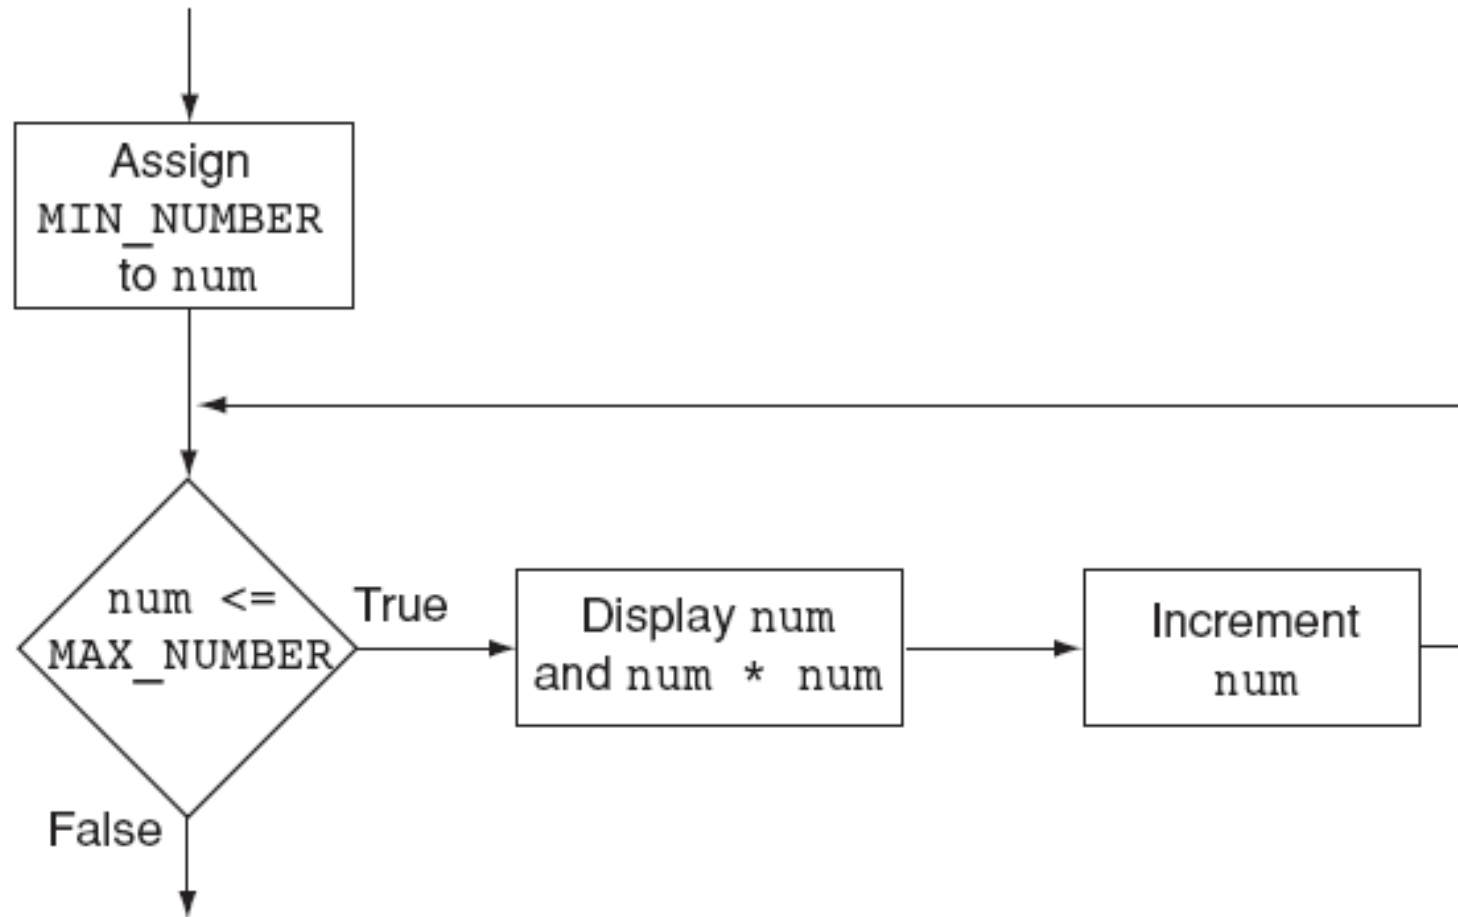 Assign
MIN_NUMBER
to num
num <=
MAX_NUMBER
True
Display num
and num * num
Increment
num
False